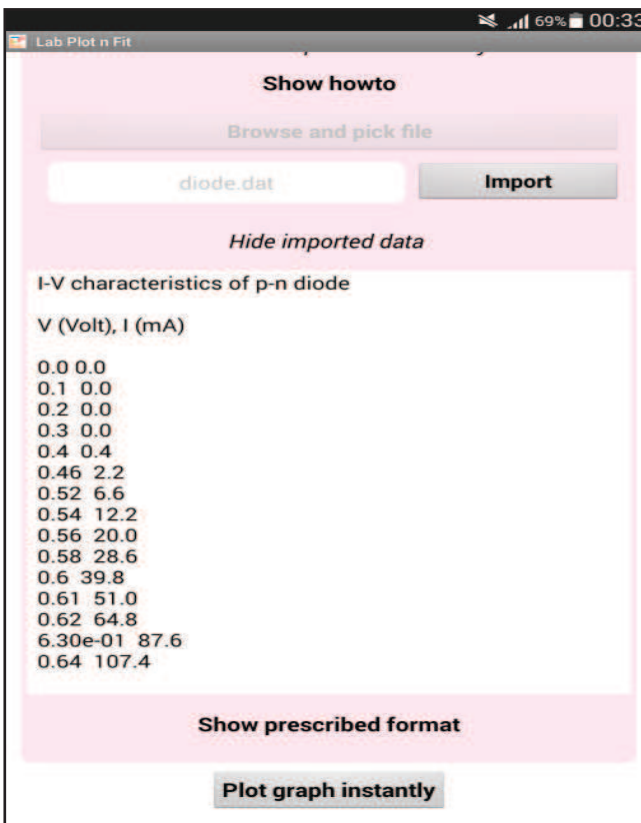 69% 00:33
Lab Plot n Fit
Show howto
Browse and pick file
diode.dat Import
Hide imported data
I-V characteristics of p-n diode
V (Volt), I (mA)
0.0 0.0
0.1 0.0
0.2 0.0
0.3 0.0
0.4 0.4
0.46 2.2
0.52 6.6
0.54 12.2
0.56 20.0
0.58 28.6
0.6 39.8
0.61 51.0
0.62 64.8
6.30e-01 87.6
0.64 107.4
Show prescribed format
Plot graph instantly